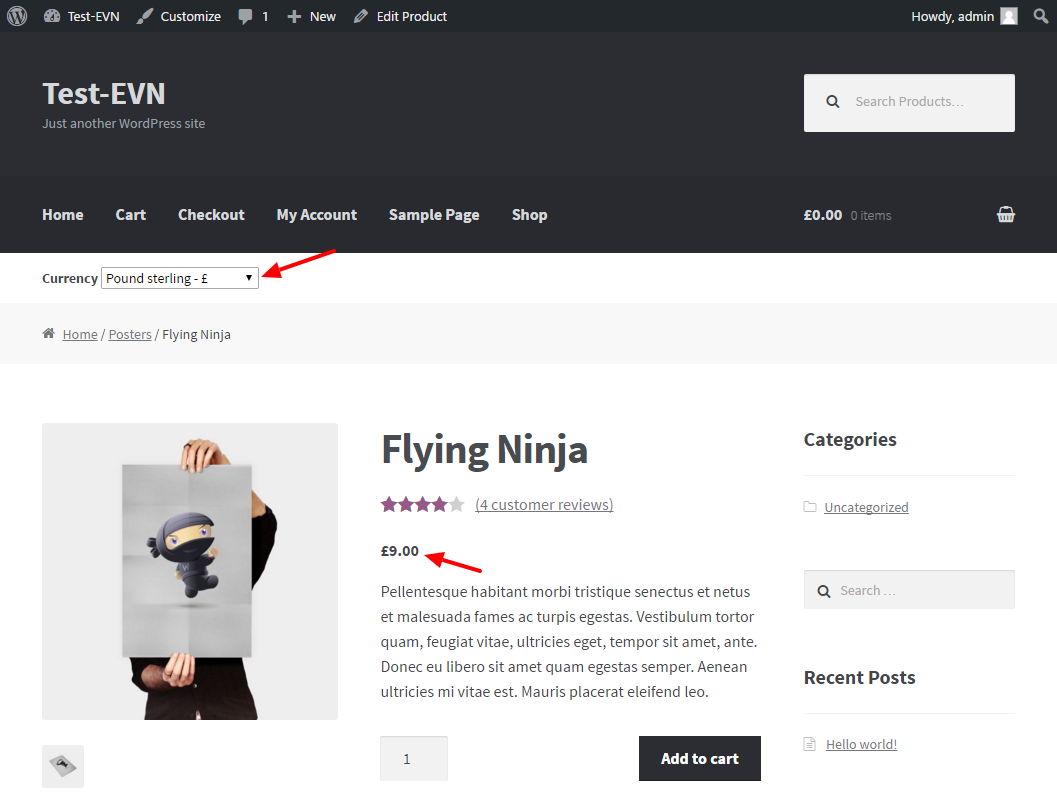 Test-EVN Customize 1 New Edit Product Howdy, admin
Test-EVN
Just another WordPress site
Search Products…
Home Cart Checkout My Account Sample Page Shop £0.00 0 items
Currency Pound sterling - £
Home / Posters / Flying Ninja
Flying Ninja
(4 customer reviews)
£9.00
Pellentesque habitant morbi tristique senectus et netus
et malesuada fames ac turpis egestas. Vestibulum tortor
quam, feugiat vitae, ultricies eget, tempor sit amet, ante.
Donec eu libero sit amet quam egestas semper. Aenean
ultricies mi vitae est. Mauris placerat eleifend leo.
1 Add to cart
Categories
Uncategorized
Search …
Recent Posts
Hello world!